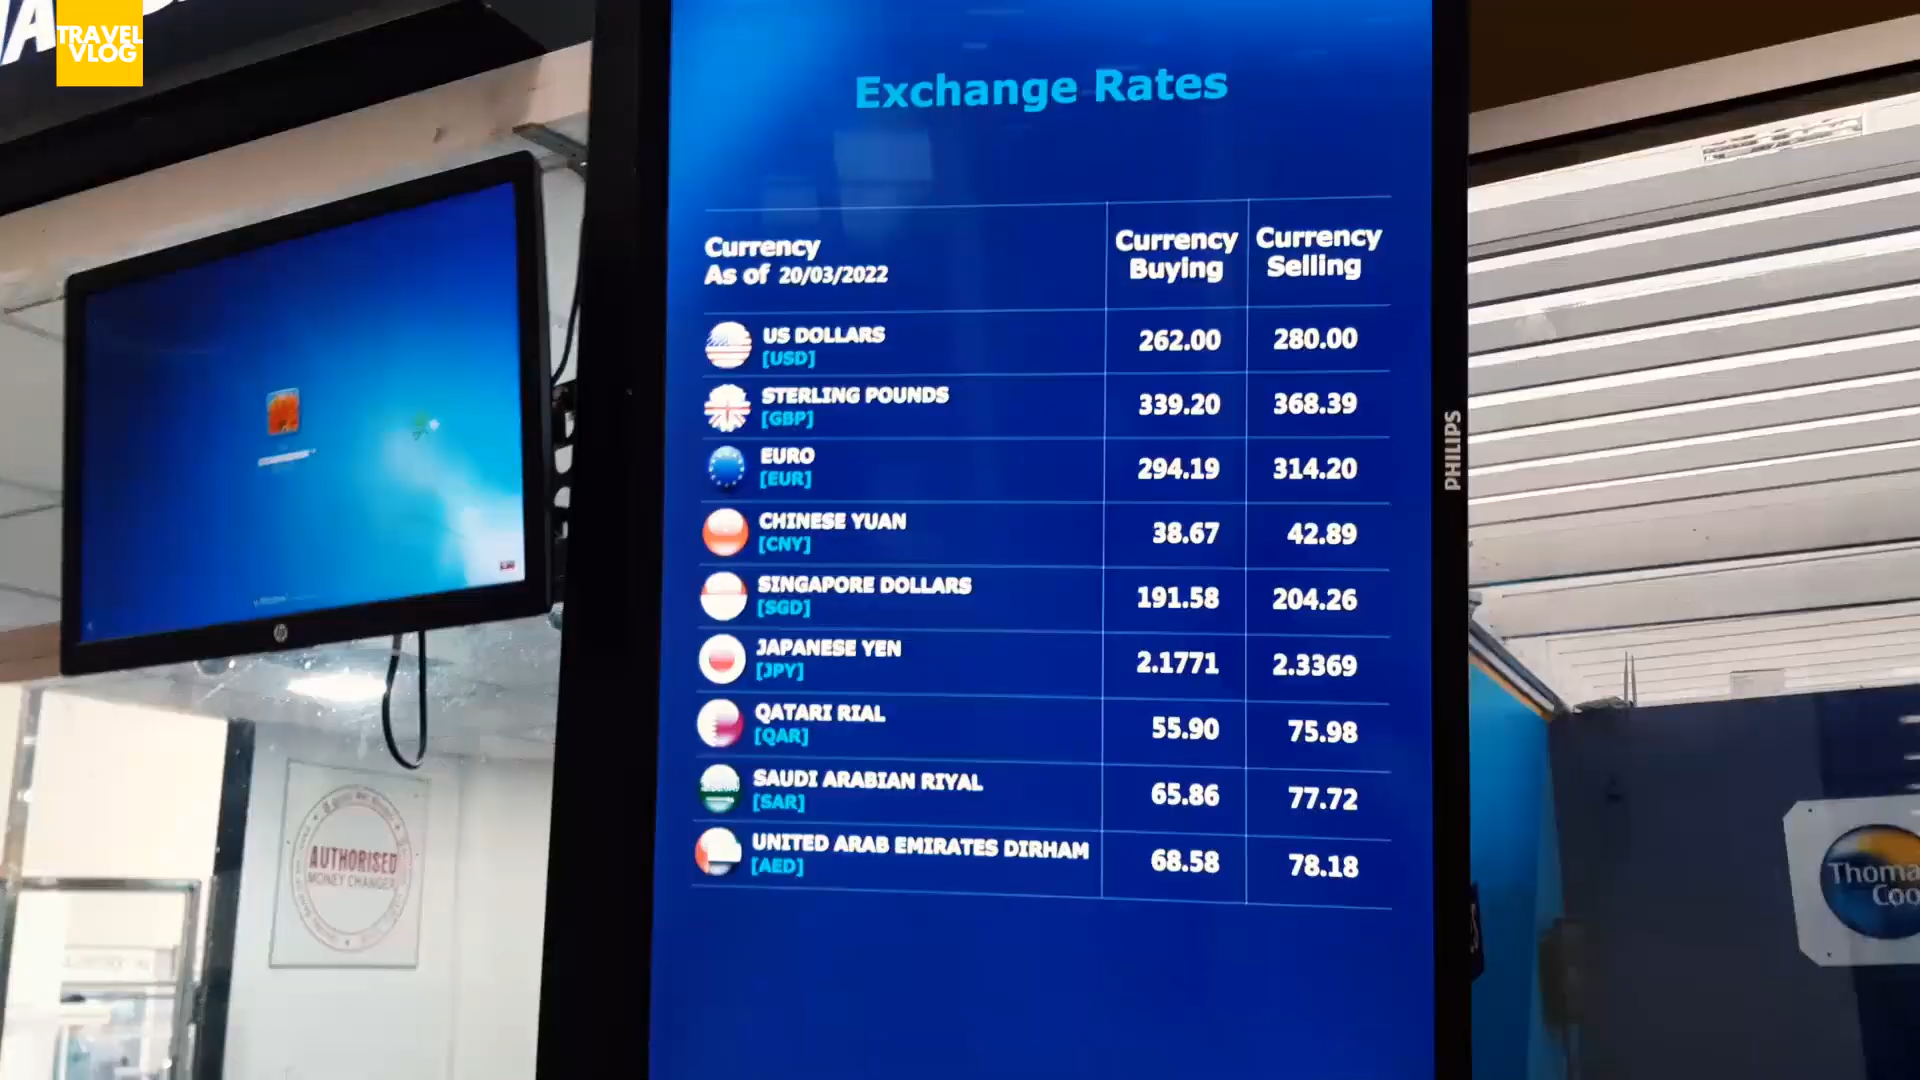 TRAVEL
VLOG
Exchange Rates
Currency
As of 20/03/2022
Currency
Buying
Currency
Selling
US DOLLARS
[USD]
262.00
280.00
STERLING POUNDS
[GBP]
339.20
368.39
EURO
[EUR]
294.19
314.20
CHINESE YUAN
[CNY]
38.67
42.89
SINGAPORE DOLLARS
[SGD]
191.58
204.26
JAPANESE YEN
[JPY]
2.1771
2.3369
QATARI RIAL
[QAR]
55.90
75.98
SAUDI ARABIAN RIYAL
[SAR]
65.86
77.72
UNITED ARAB EMIRATES DIRHAM
[AED]
68.58
78.18
PHILIPS
hp
AUTHORISED
MONEY CHANGER
Thoma
Coo